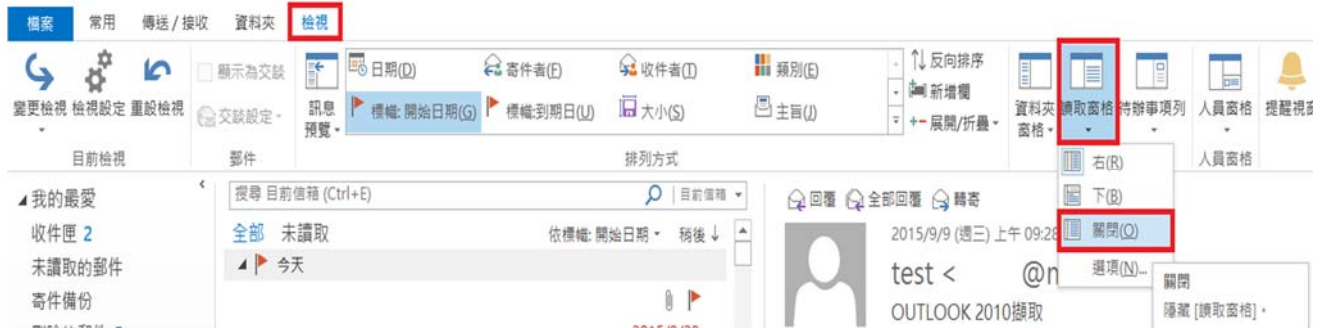 檔案 常用 傳送 / 接收 資料夾 檢視
變更檢視 檢視設定 重設檢視
顯示為交談
交談設定
訊息
預覽
日期(D) 寄件者(F) 收件者(T) 類別(E)
標幟: 開始日期(G) 標幟:到期日(U) 大小(S) 主旨(J)
反向排序
新增欄
展開/折疊
資料夾
窗格
讀取窗格 待辦事項列 人員窗格 提醒視窗
目前檢視 郵件 排列方式 人員窗格
右(R)
下(B)
關閉(O)
選項(N)...
關閉
隱藏 [讀取窗格]。
我的最愛
收件匣 2
未讀取的郵件
寄件備份
搜尋 目前信箱 (Ctrl+E) 目前信箱
全部 未讀取 依標幟: 開始日期 稍後 ↓
今天
回覆 全部回覆 轉寄
2015/9/9 (週三) 上午 09:28
test < @m
OUTLOOK 2010擷取